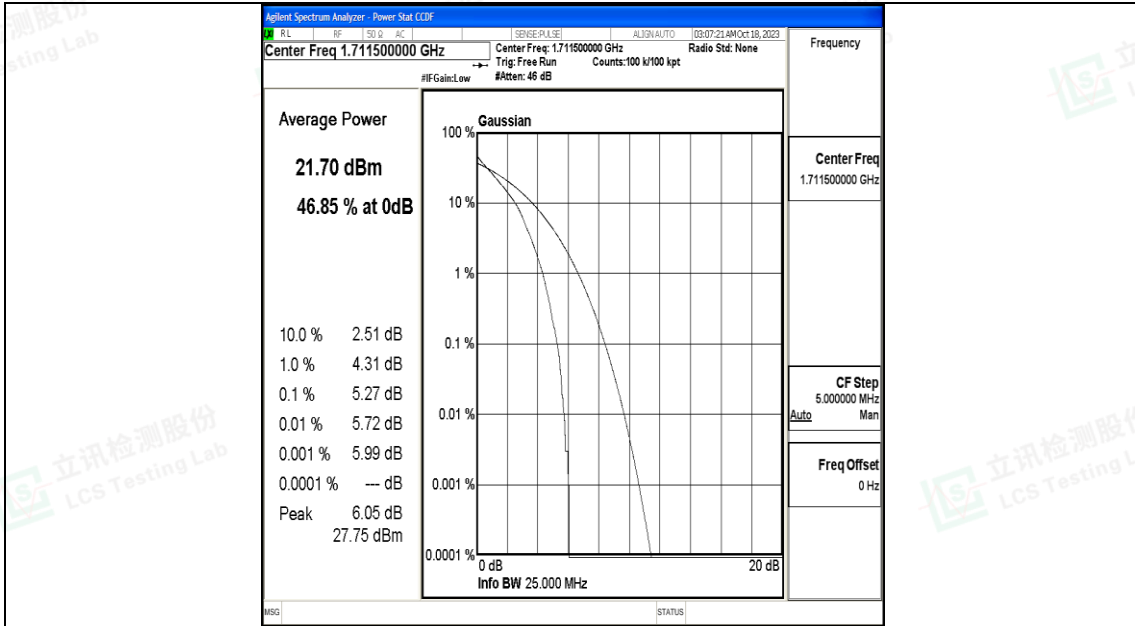 Agilent Spectrum Analyzer - Power Stat CCDF
RL RF 50 Ω AC SENSE:PULSE ALIGN AUTO 03:07:21 AM Oct 18, 2023
Center Freq 1.711500000 GHz
Center Freq: 1.711500000 GHz Radio Std: None
Trig: Free Run Counts:100 k/100 kpt
#IFGain:Low #Atten: 46 dB
Frequency
Average Power
21.70 dBm
46.85 % at 0dB
10.0 % 2.51 dB
1.0 % 4.31 dB
0.1 % 5.27 dB
0.01 % 5.72 dB
0.001 % 5.99 dB
0.0001 % --- dB
Peak 6.05 dB
27.75 dBm
Gaussian
100 %
10 %
1 %
0.1 %
0.01 %
0.001 %
0.0001 %
0 dB 20 dB
Info BW 25.000 MHz
Center Freq
1.711500000 GHz
CF Step
5.000000 MHz
Auto Man
Freq Offset
0 Hz
MSG STATUS
立讯检测股份
LCS Testing Lab
立讯检测股份
LCS Testing L
测股份
sting Lab
立